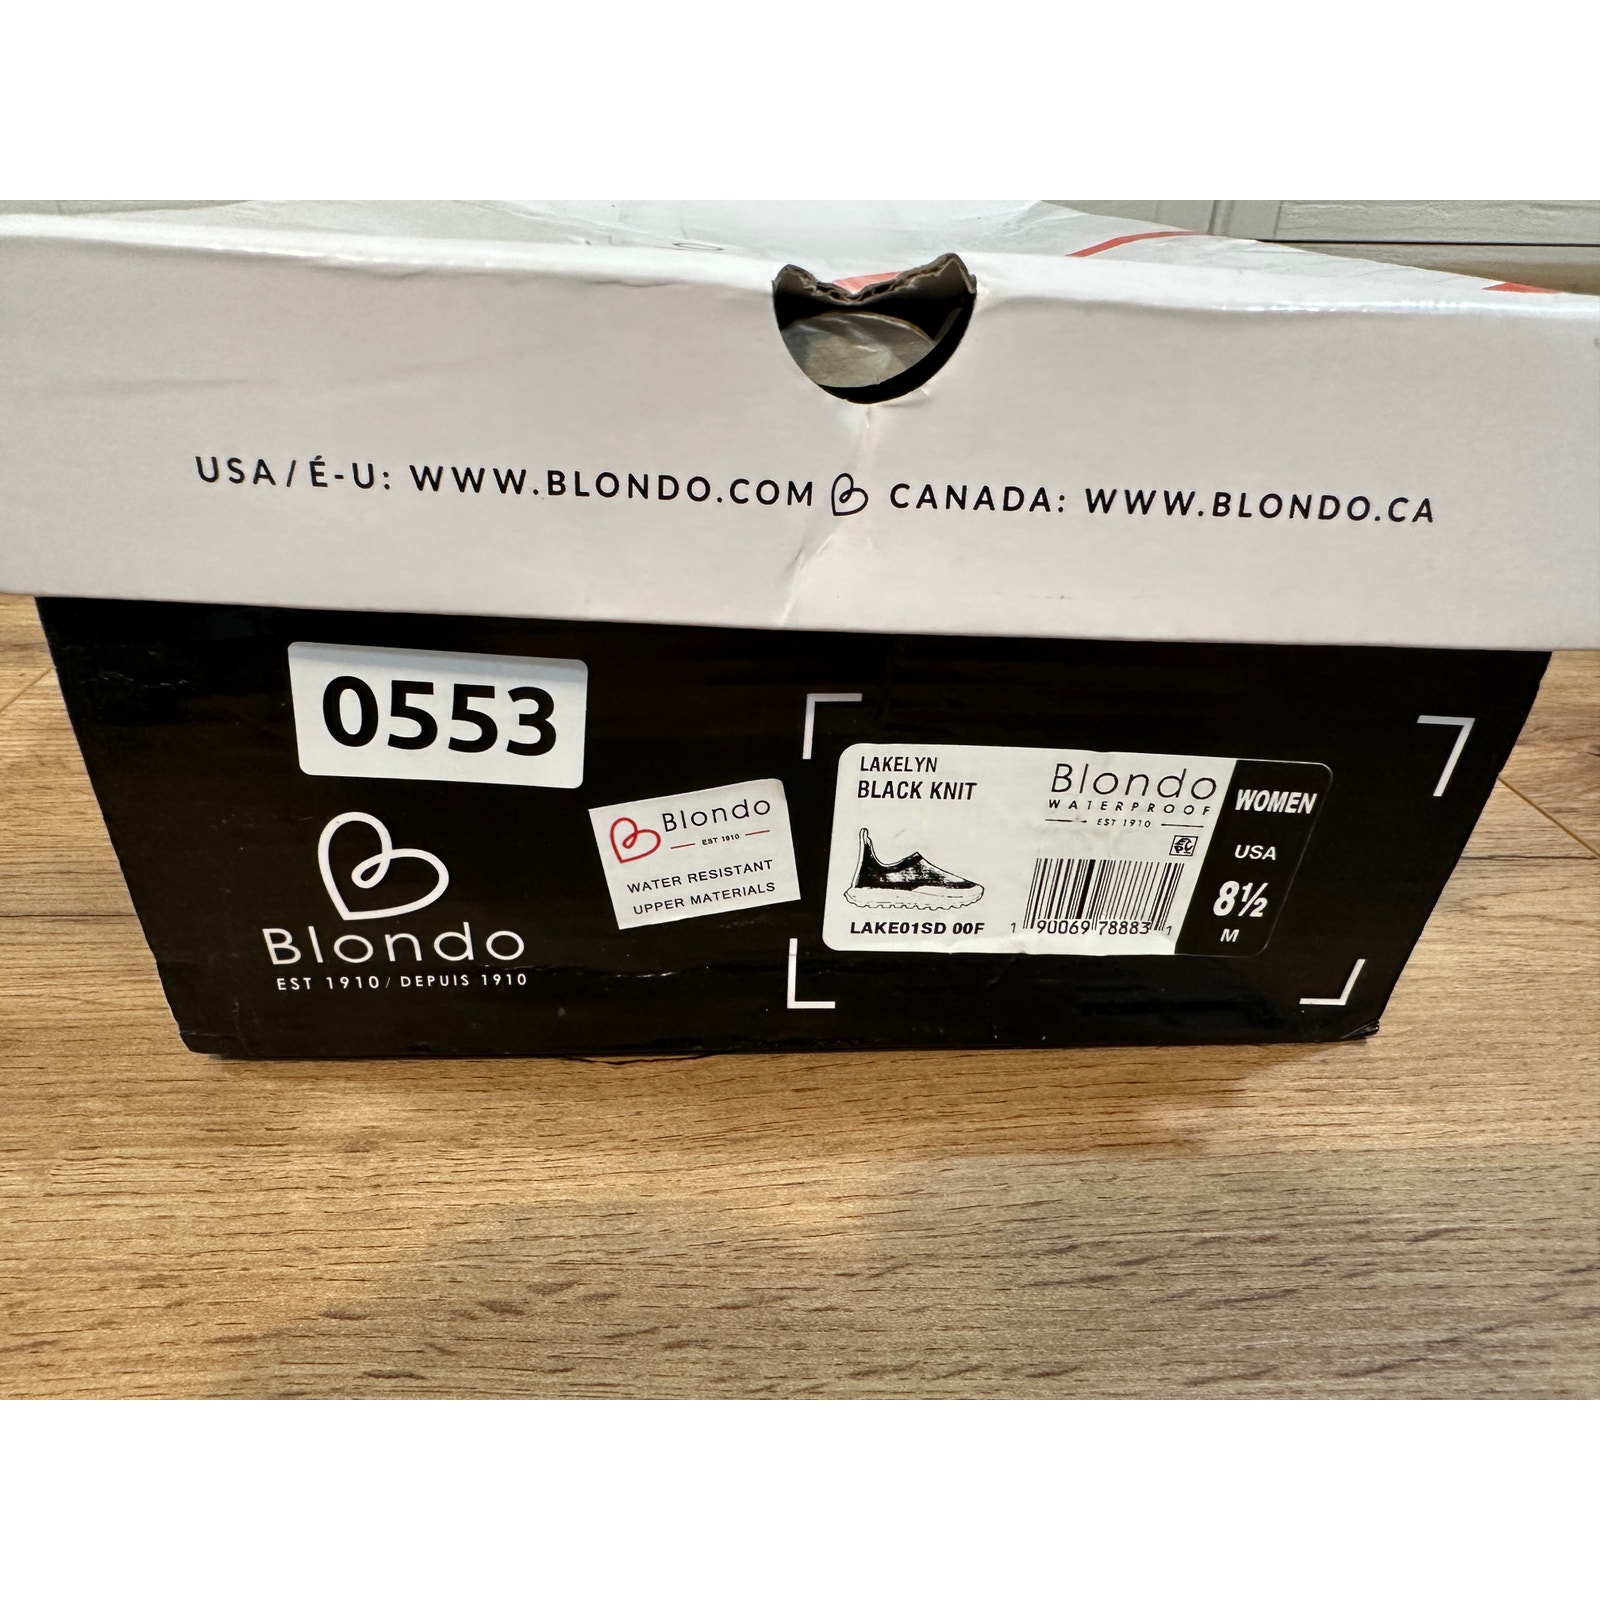 USA / É-U: WWW.BLONDO.COM CANADA: WWW.BLONDO.CA
0553
Blondo
EST 1910 / DEPUIS 1910
Blondo
EST 1910
WATER RESISTANT
UPPER MATERIALS
LAKELYN
BLACK KNIT
LAKE01SD 00F
Blondo
WATERPROOF
EST 1910
1 90069 78883 1
WOMEN
USA
8½
M